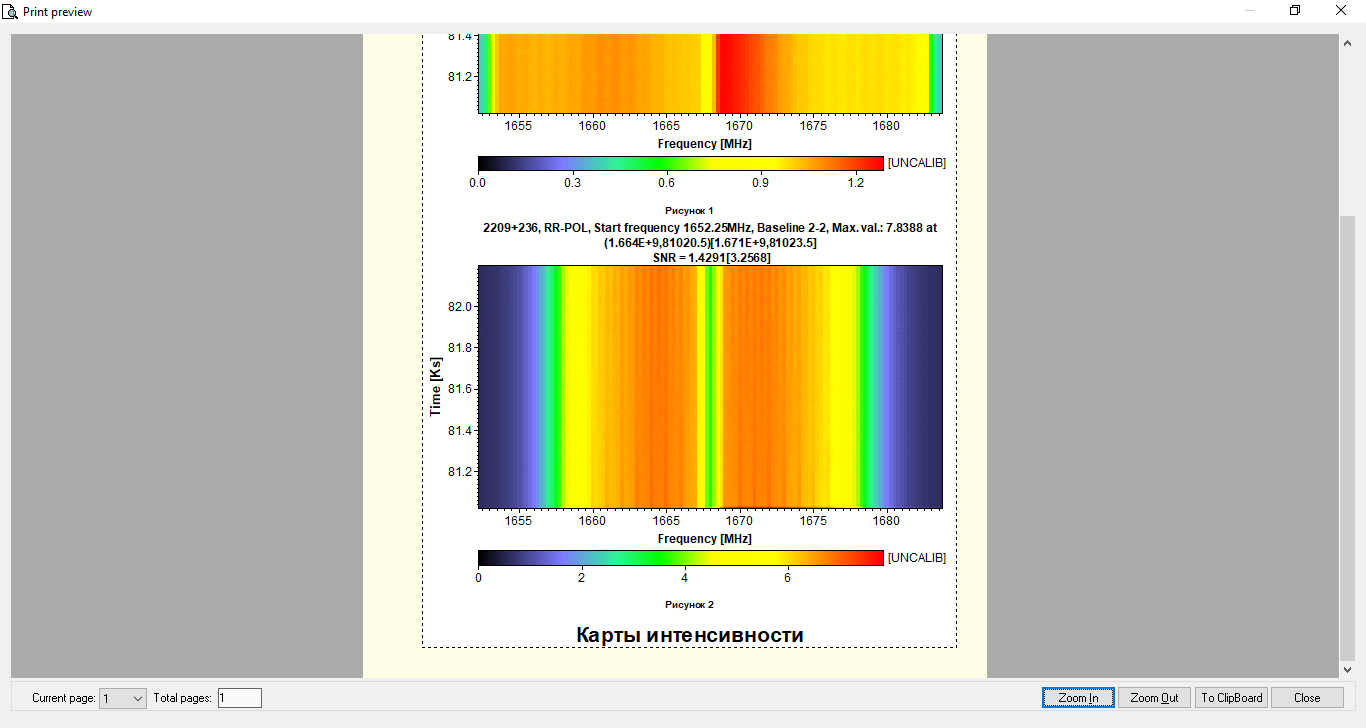 Print preview
81.4
81.2
1655 1660 1665 1670 1675 1680
Frequency [MHz]
[UNCALIB]
0.0 0.3 0.6 0.9 1.2
Рисунок 1
2209+236, RR-POL, Start frequency 1652.25MHz, Baseline 2-2, Max. val.: 7.8388 at
(1.664E+9,81020.5)[1.671E+9,81023.5]
SNR = 1.4291[3.2568]
Time [Ks]
82.0
81.8
81.6
81.4
81.2
1655 1660 1665 1670 1675 1680
Frequency [MHz]
[UNCALIB]
0 2 4 6
Рисунок 2
Карты интенсивности
Current page: 1 Total pages: 1 Zoom In Zoom Out To ClipBoard Close